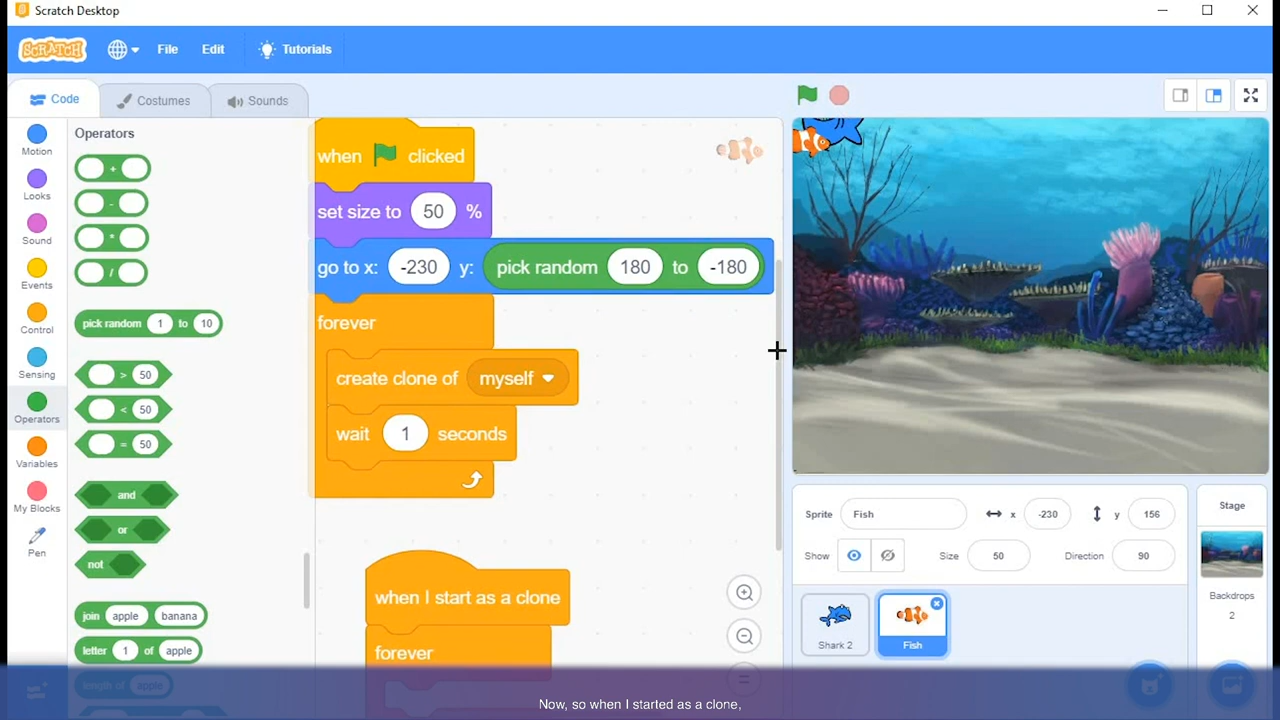 Scratch Desktop
SCRATCH
File
Edit
Tutorials
Code
Costumes
Sounds
Motion
Looks
Sound
Events
Control
Sensing
Operators
Variables
My Blocks
Pen
Operators
+
-
*
/
pick random 1 to 10
> 50
< 50
= 50
and
or
not
join apple banana
letter 1 of apple
length of apple
when clicked
set size to 50 %
go to x: -230 y: pick random 180 to -180
forever
create clone of myself
wait 1 seconds
when I start as a clone
forever
Sprite Fish
x -230
y 156
Show
Size 50
Direction 90
Shark 2
Fish
Stage
Backdrops
2
Now, so when I started as a clone,